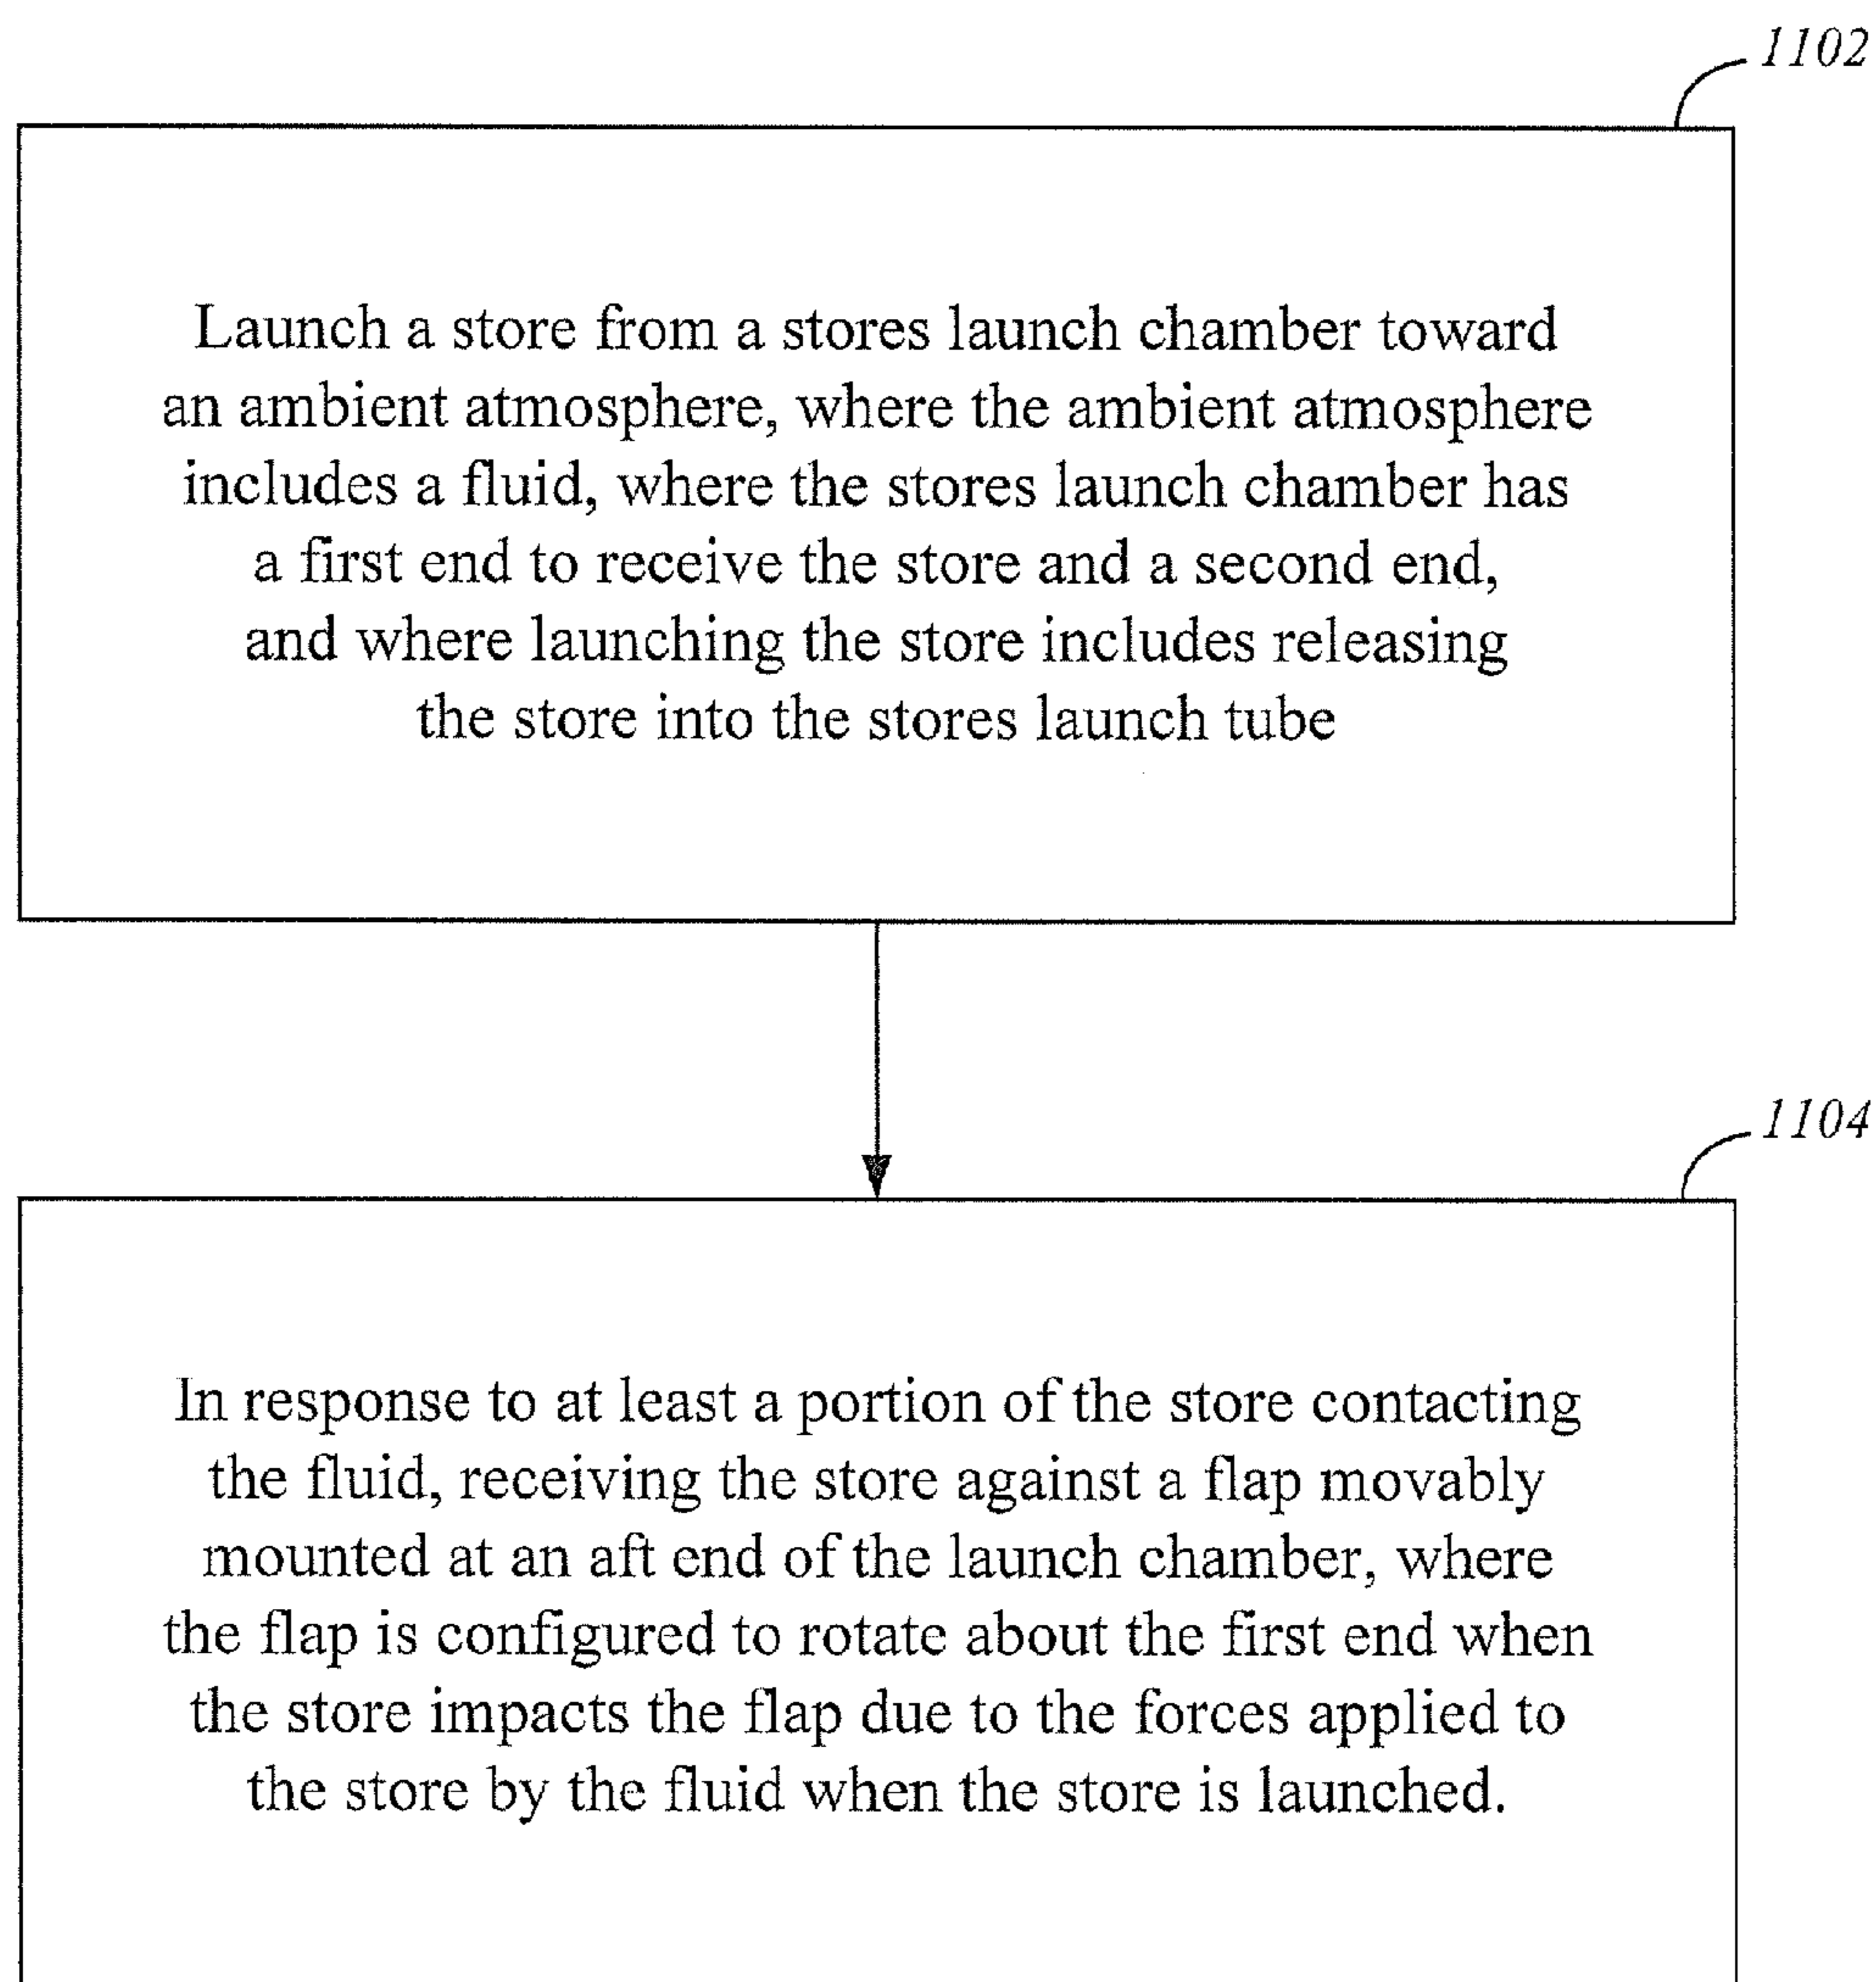 1102
Launch a store from a stores launch chamber toward
an ambient atmosphere, where the ambient atmosphere
includes a fluid, where the stores launch chamber has
a first end to receive the store and a second end,
and where launching the store includes releasing
the store into the stores launch tube
1104
In response to at least a portion of the store contacting
the fluid, receiving the store against a flap movably
mounted at an aft end of the launch chamber, where
the flap is configured to rotate about the first end when
the store impacts the flap due to the forces applied to
the store by the fluid when the store is launched.